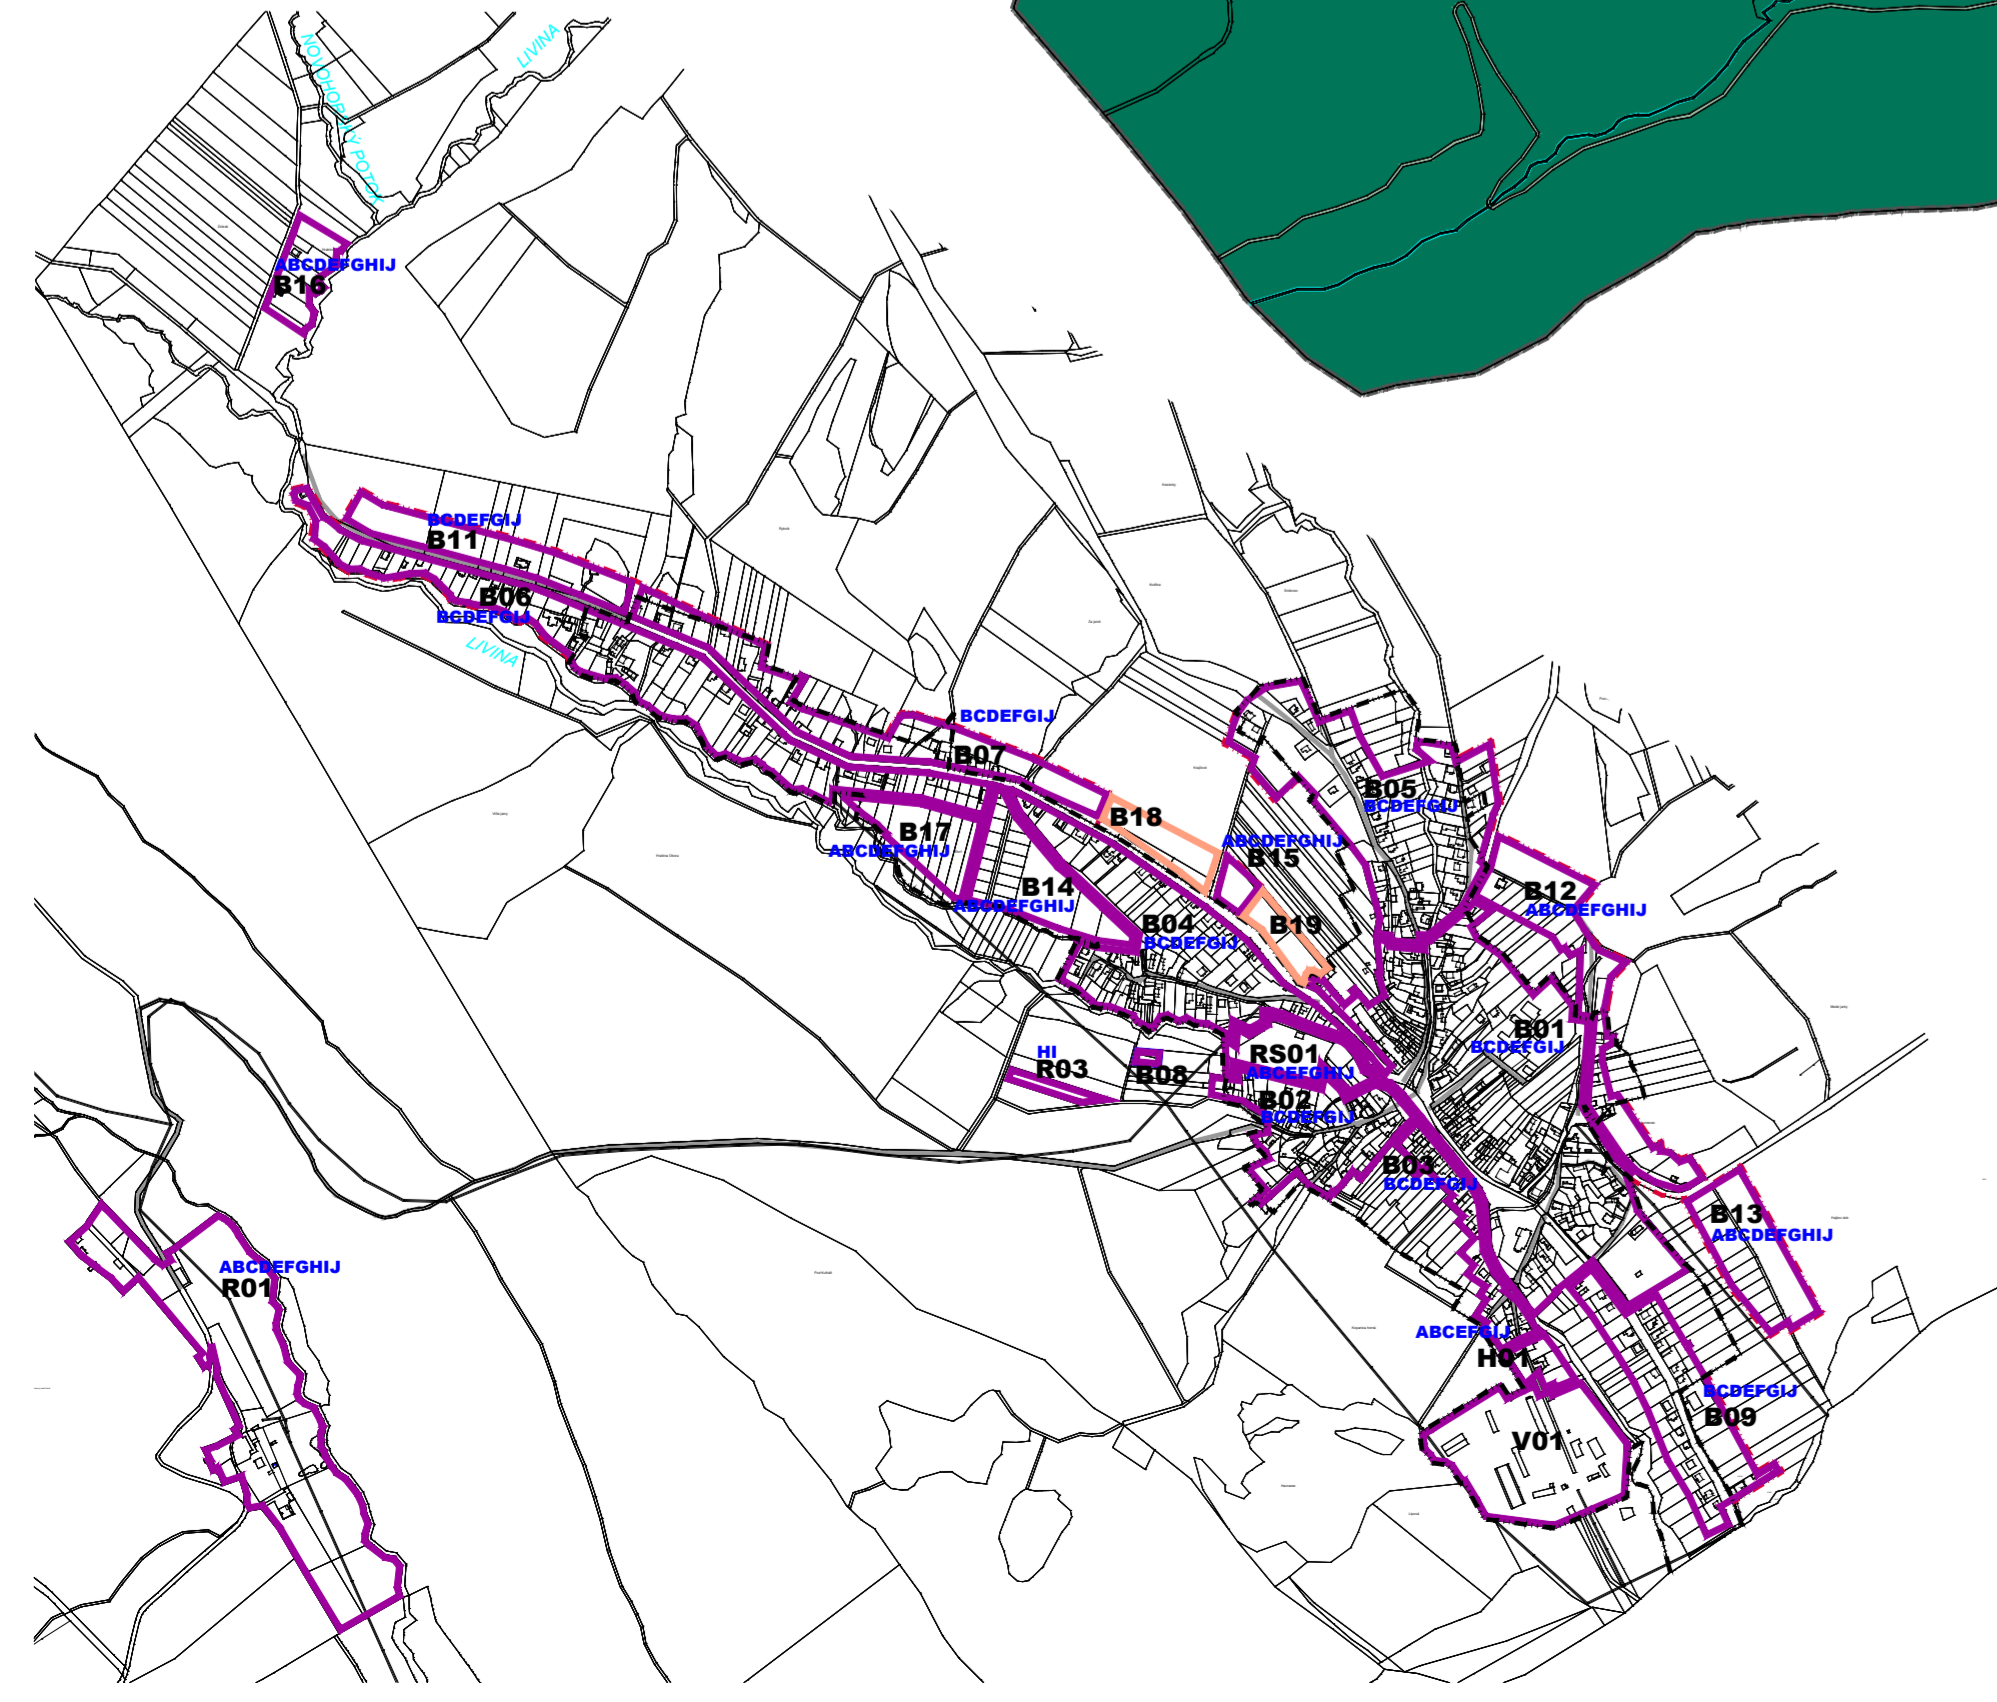 NOVOHORSKÝ POTOK
LIVINA
ABCDEFGHIJ
B16
BCDEFGIJ
B11
B06
BCDEFGIJ
LIVINA
BCDEFGIJ
B07
B05
BCDEFGIJ
B18
B17
ABCDEFGHIJ
ABCDEFGHIJ
B15
B14
ABCDEFGHIJ
B12
ABCDEFGHIJ
B04
BCDEFGIJ
B19
B01
BCDEFGIJ
HI
R03
B08
RS01
ABCEFGHIJ
B02
BCDEFGIJ
B03
BCDEFGIJ
B13
ABCDEFGHIJ
ABCDEFGHIJ
R01
ABCEFGIJ
H01
BCDEFGIJ
B09
V01